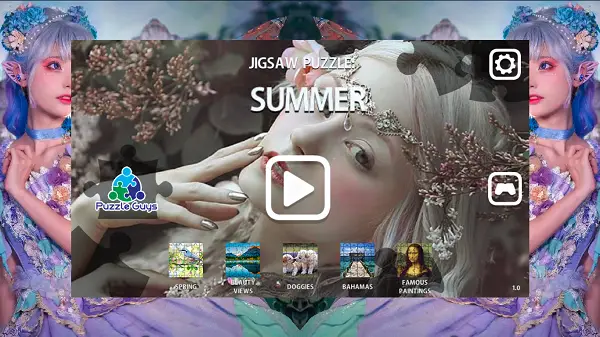 JIGSAW PUZZLE:
SUMMER
Puzzle Guys
SPRING
BEAUTY
VIEWS
DOGGIES
BAHAMAS
FAMOUS
PAINTINGS
1.0